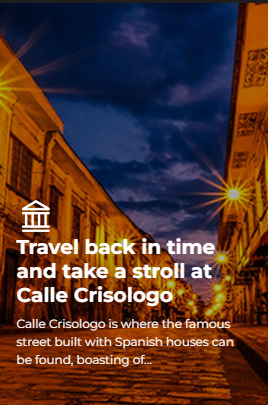 Travel back in time
and take a stroll at
Calle Crisologo
Calle Crisologo is where the famous
street built with Spanish houses can
be found, boasting of...